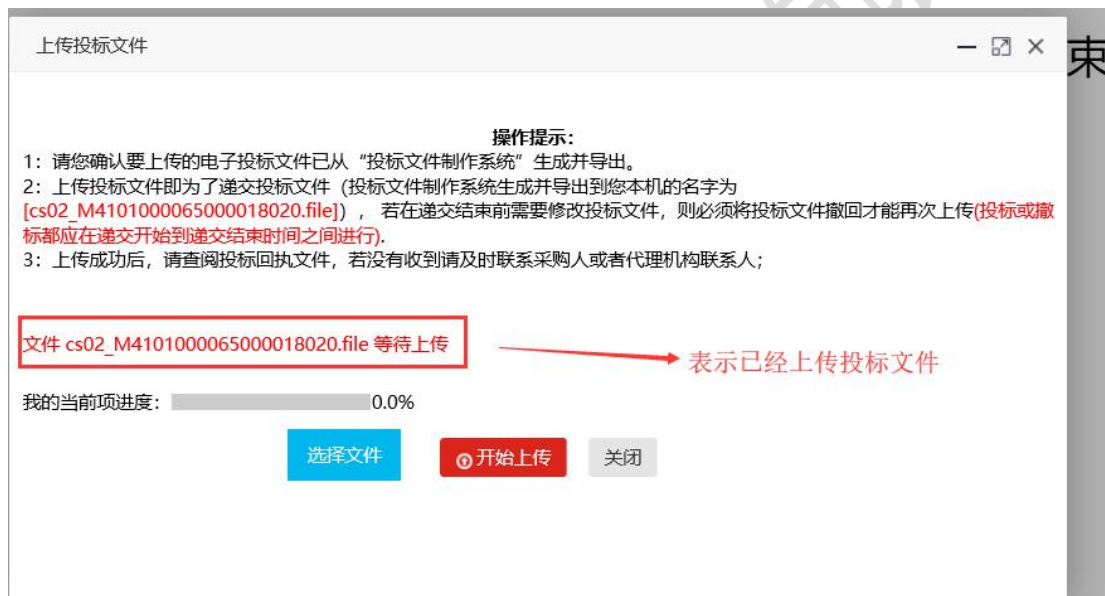 上传投标文件
束
操作提示：
1：请您确认要上传的电子投标文件已从“投标文件制作系统”生成并导出。
2：上传投标文件即为了递交投标文件（投标文件制作系统生成并导出到您本机的名字为
[cs02_M4101000065000018020.file]），若在递交结束前需要修改投标文件，则必须将投标文件撤回才能再次上传(投标或撤
标都应在递交开始到递交结束时间之间进行).
3：上传成功后，请查阅投标回执文件，若没有收到请及时联系采购人或者代理机构联系人；
文件 cs02_M4101000065000018020.file 等待上传
表示已经上传投标文件
我的当前项进度： 0.0%
选择文件 开始上传 关闭